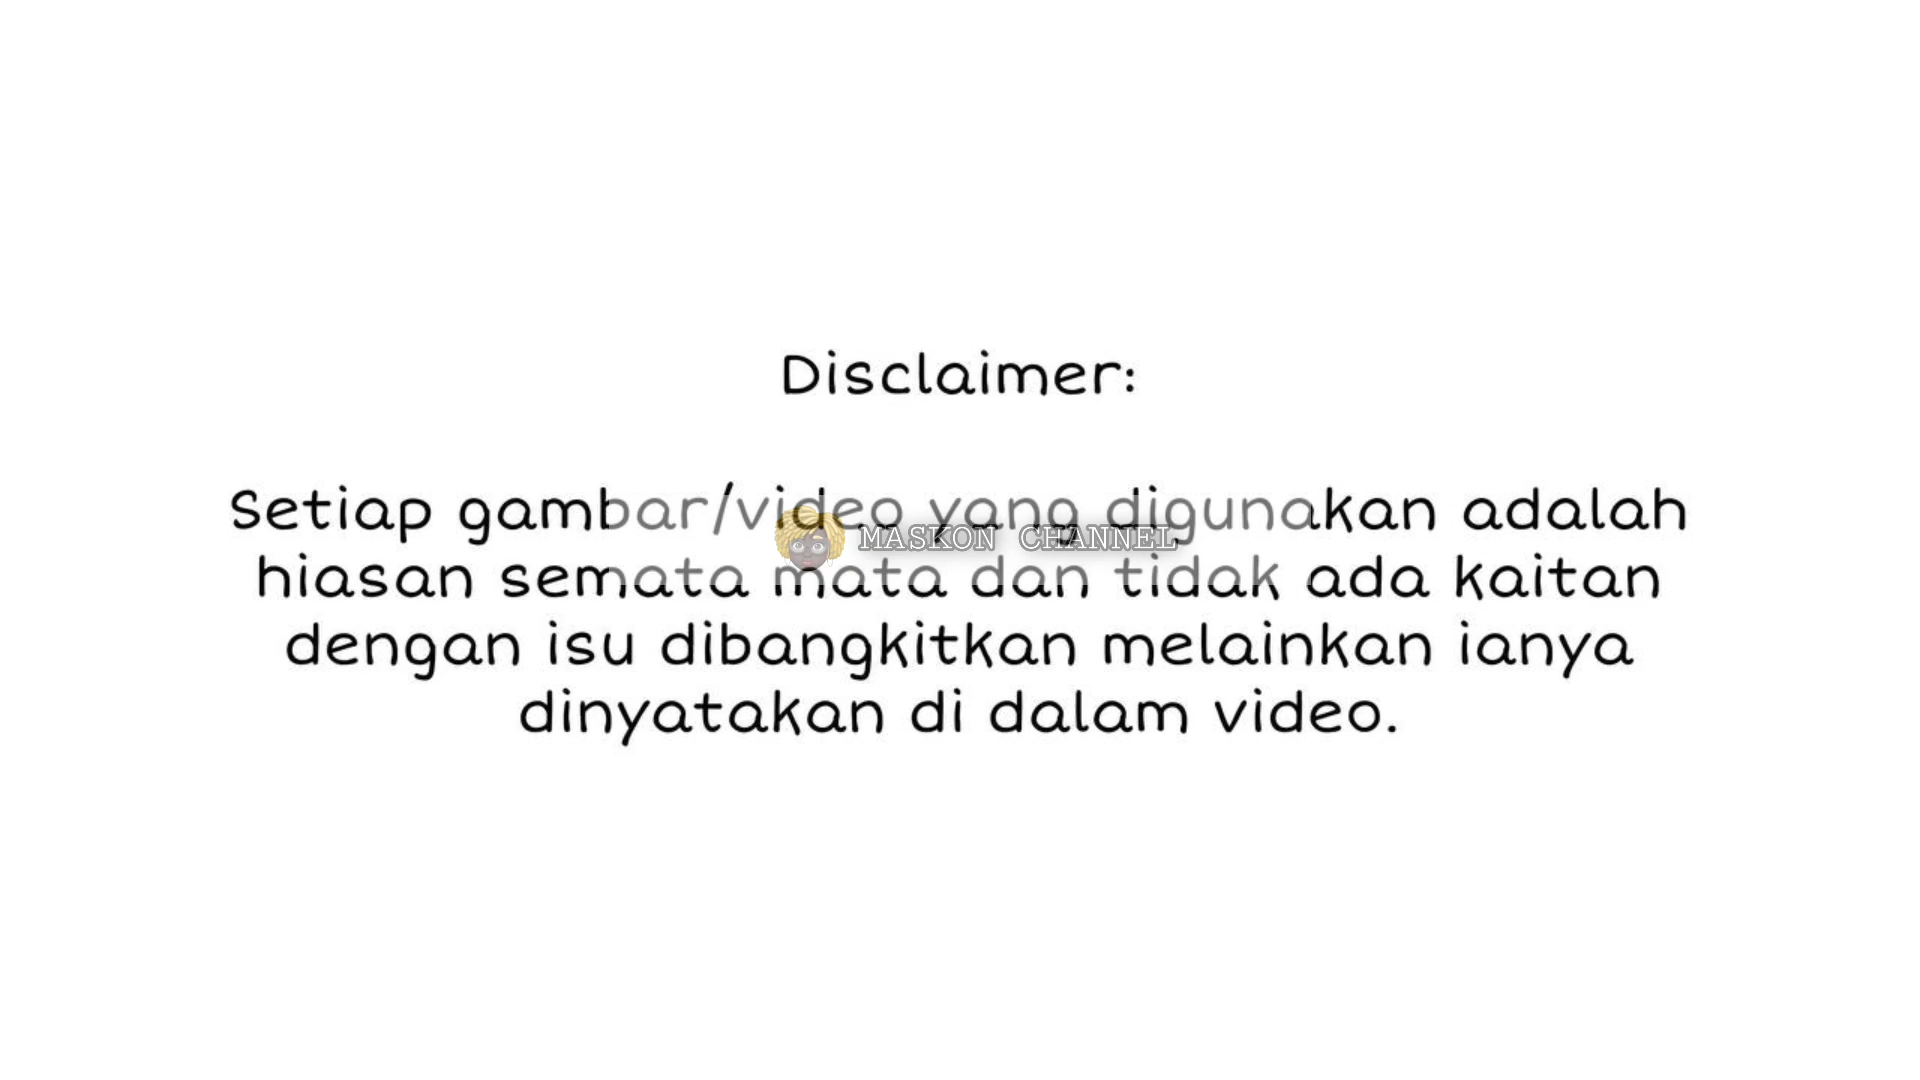 Disclaimer:
Setiap gambar/video yang digunakan adalah
MASKON CHANNEL
hiasan semata mata dan tidak ada kaitan
dengan isu dibangkitkan melainkan ianya
dinyatakan di dalam video.